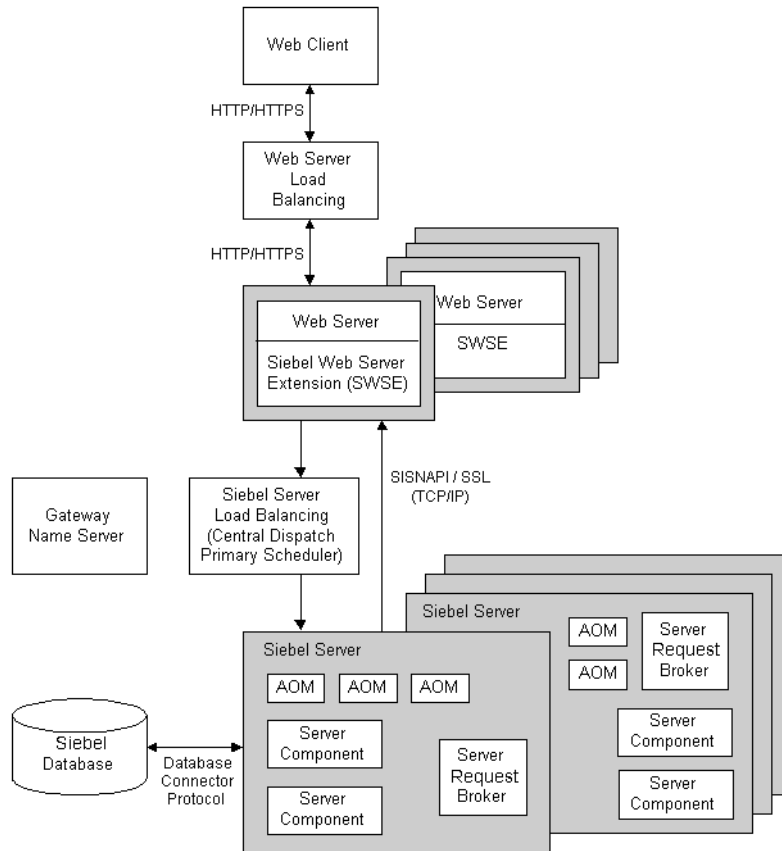 Web Client
HTTP/HTTPS
Web Server
Load
Balancing
HTTP/HTTPS
Web Server
Siebel Web Server
Extension (SWSE)
Web Server
SWSE
SISNAPI / SSL
(TCP/IP)
Gateway
Name Server
Siebel Server
Load Balancing
(Central Dispatch
Primary Scheduler)
Siebel Server
AOM
AOM
Server
Request
Broker
Server
Component
Server
Component
Siebel Server
AOM
AOM
AOM
Server
Component
Server
Request
Broker
Server
Component
Siebel
Database
Database
Connector
Protocol